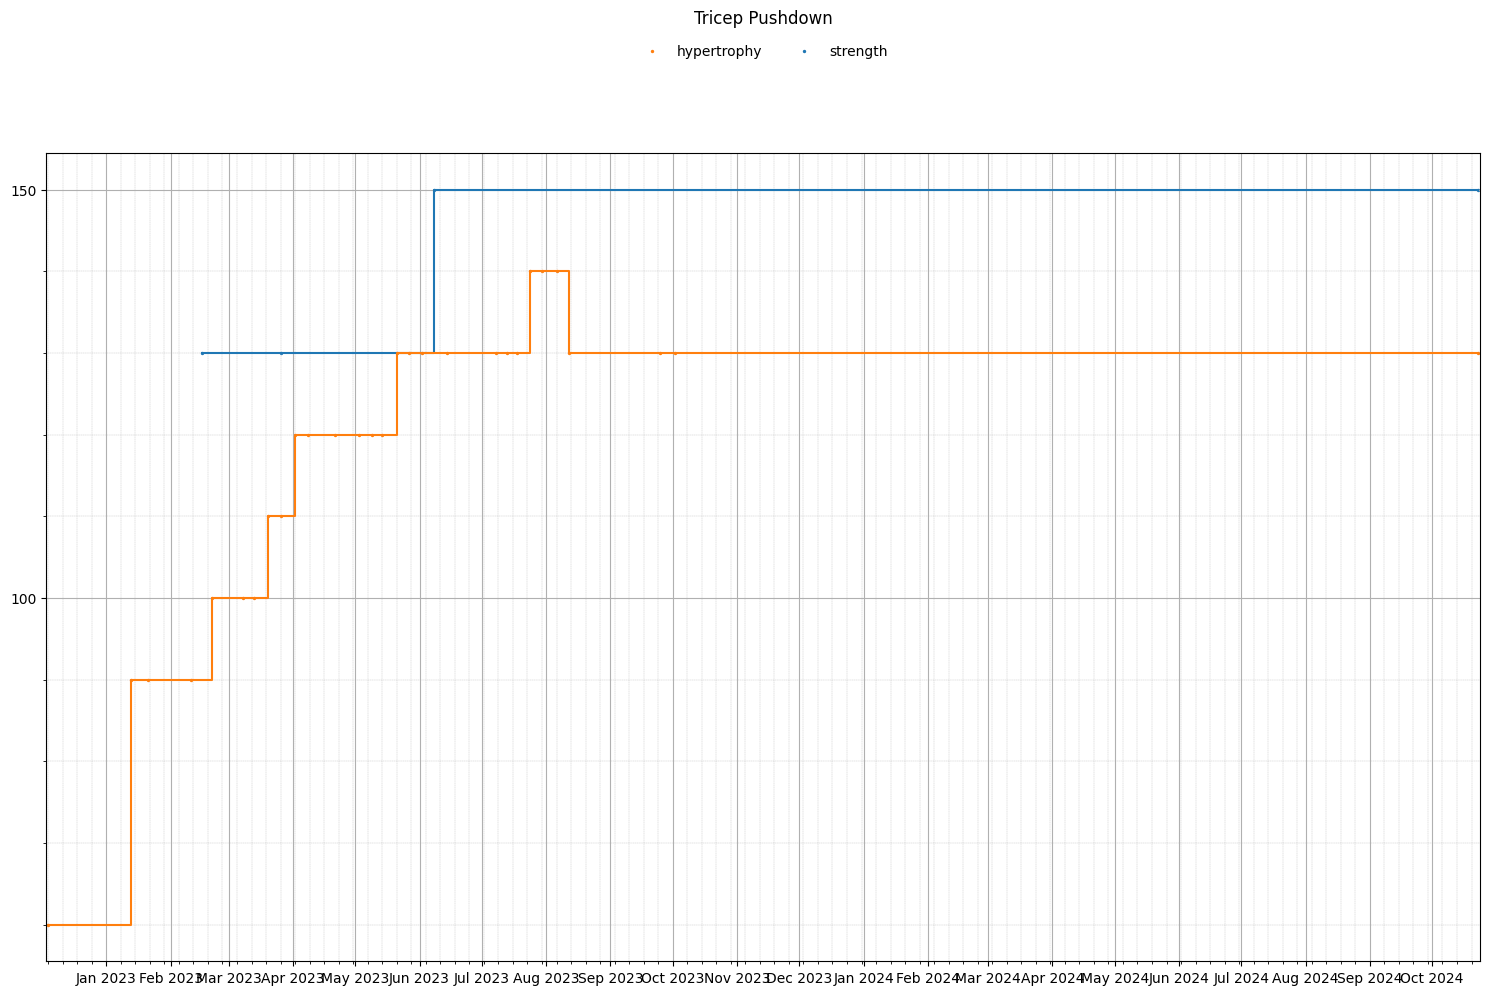 Tricep Pushdown
hypertrophy strength
150
100
Jan 2023 Feb 2023 Mar 2023 Apr 2023 May 2023 Jun 2023 Jul 2023 Aug 2023 Sep 2023 Oct 2023 Nov 2023 Dec 2023 Jan 2024 Feb 2024 Mar 2024 Apr 2024 May 2024 Jun 2024 Jul 2024 Aug 2024 Sep 2024 Oct 2024